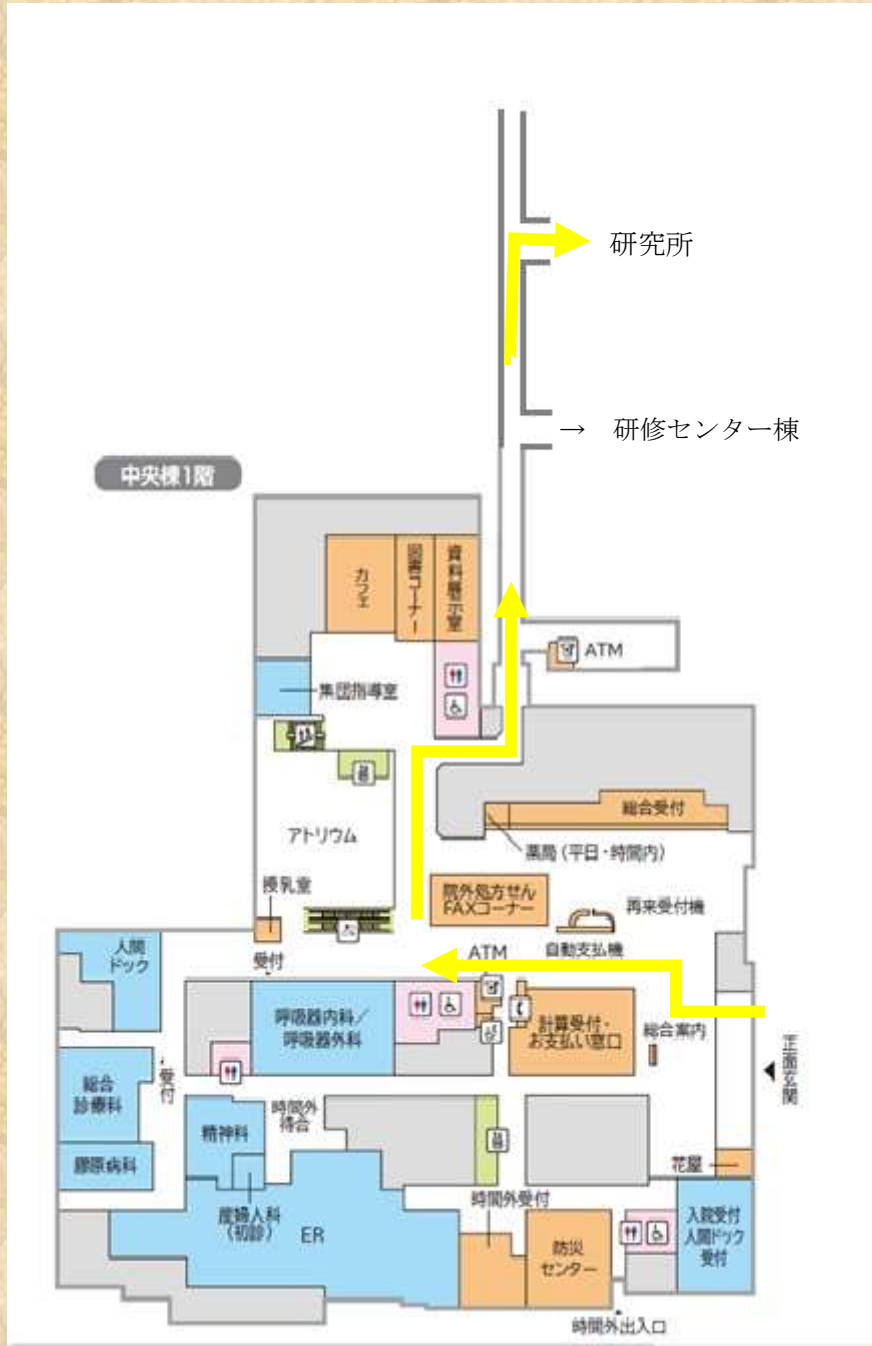 研究所
→ 研修センター棟
中央棟1階
カフェ
図書コーナー
資料展示室
ATM
集団指導室
総合受付
アトリウム
薬局(平日・時間内)
授乳室
院外処方せん
FAXコーナー
再来受付機
人間
ドック
受付
ATM
自動支払機
呼吸器内科/
呼吸器外科
計算受付・
お支払い窓口
総合案内
正面玄関
総合
診療科
受付
時間外
待合
精神科
膠原病科
花屋
産婦人科
(初診)
ER
時間外受付
防災
センター
入院受付
人間ドック
受付
時間外出入口